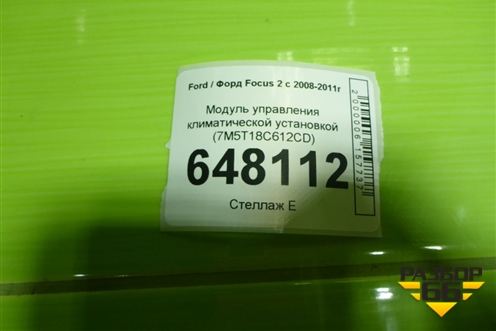 Ford / Форд Focus 2 с 2008-2011г
Модуль управления
климатической установкой
(7M5T18C612CD)
648112
Стеллаж Е
2000006157737
РАЗБОР
66